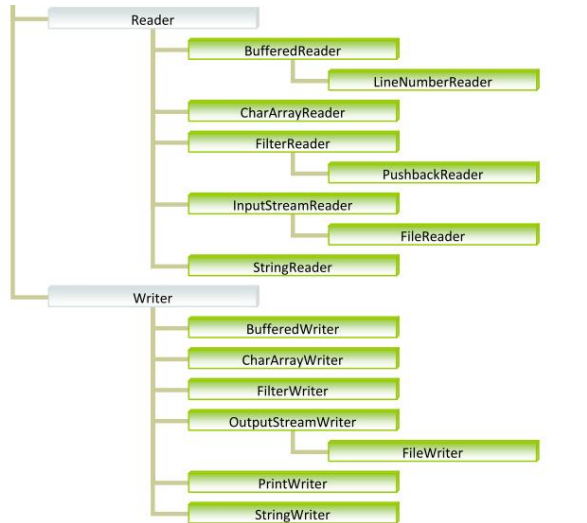 Reader
BufferedReader
LineNumberReader
CharArrayReader
FilterReader
PushbackReader
InputStreamReader
FileReader
StringReader
Writer
BufferedWriter
CharArrayWriter
FilterWriter
OutputStreamWriter
FileWriter
PrintWriter
StringWriter